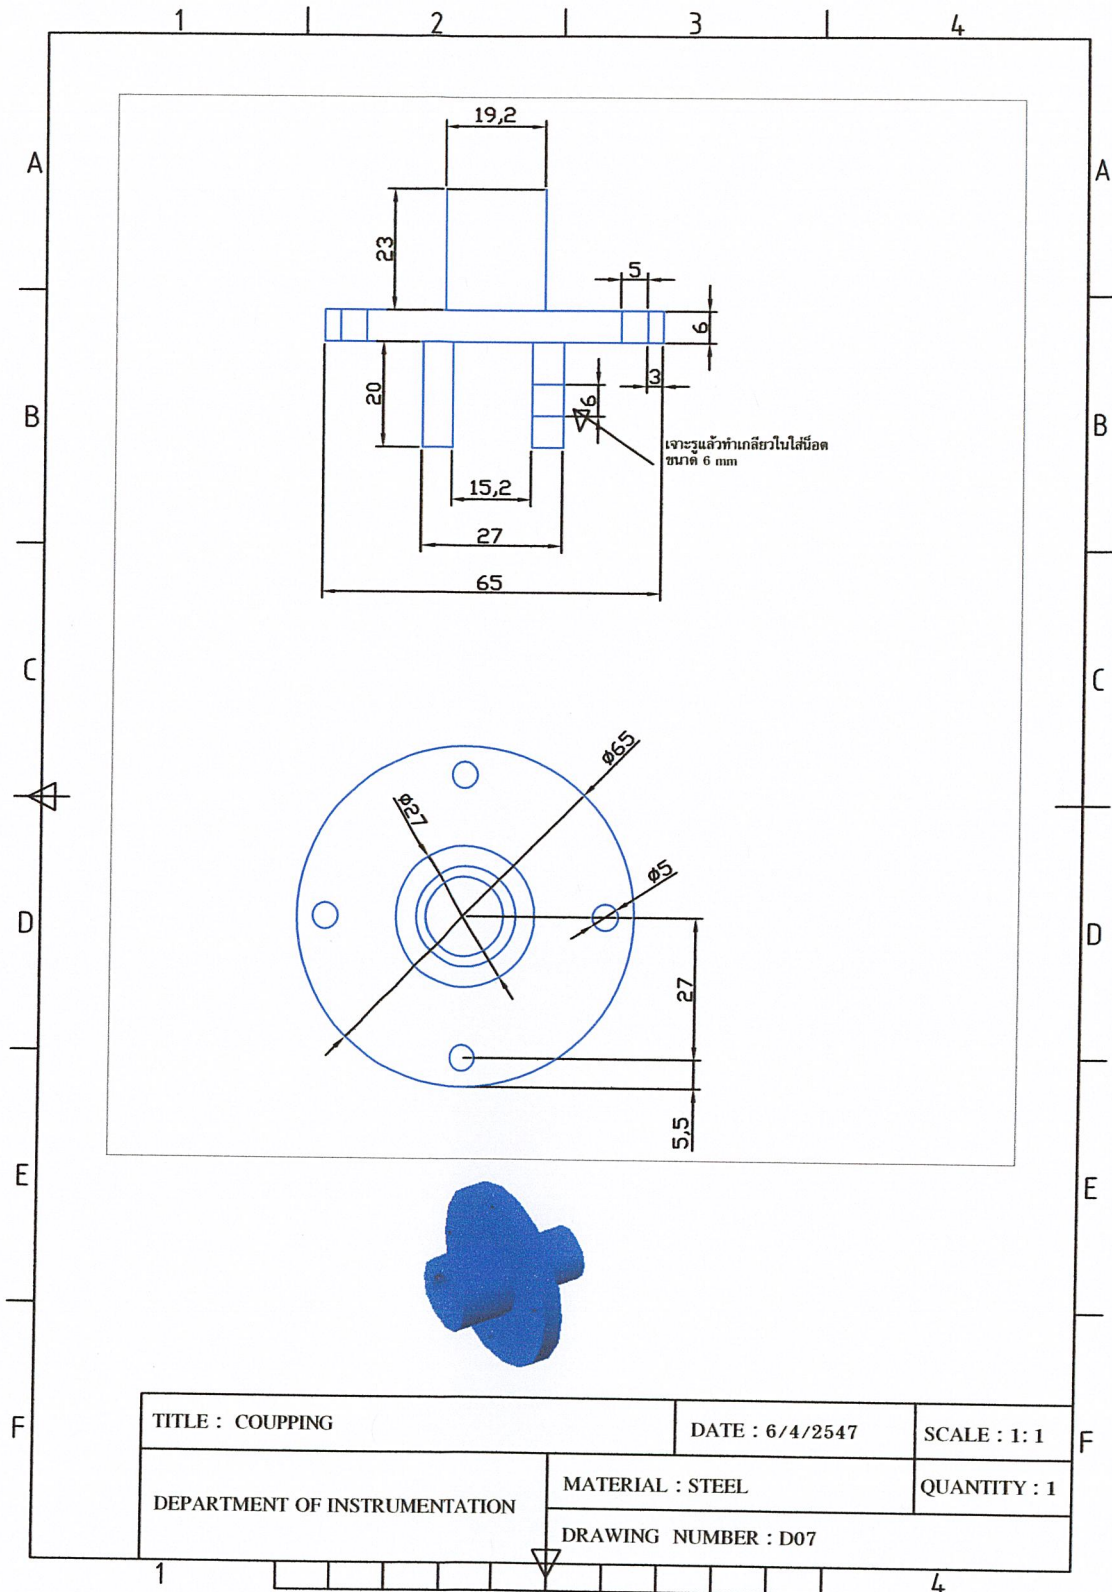 1 2 3 4
A A
19,2
23
5
6
3
20
6
B B
เจาะรูแล้วทำเกลียวในใส่น็อต
ขนาด 6 mm
15,2
27
65
C C
ø65
ø27
ø5
D D
27
5,5
E E
F F
TITLE : COUPPING
DATE : 6/4/2547
SCALE : 1: 1
DEPARTMENT OF INSTRUMENTATION
MATERIAL : STEEL
QUANTITY : 1
DRAWING NUMBER : D07
1 4